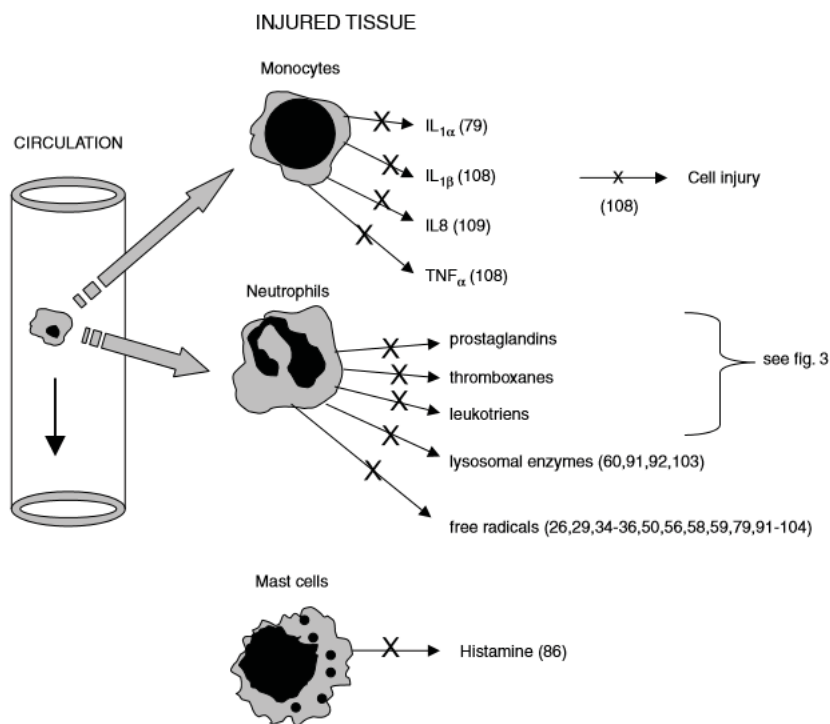 INJURED TISSUE
Monocytes
CIRCULATION
IL1α (79)
IL1β (108)
IL8 (109)
TNFα (108)
Cell injury
(108)
Neutrophils
prostaglandins
thromboxanes
leukotriens
see fig. 3
lysosomal enzymes (60,91,92,103)
free radicals (26,29,34-36,50,56,58,59,79,91-104)
Mast cells
Histamine (86)